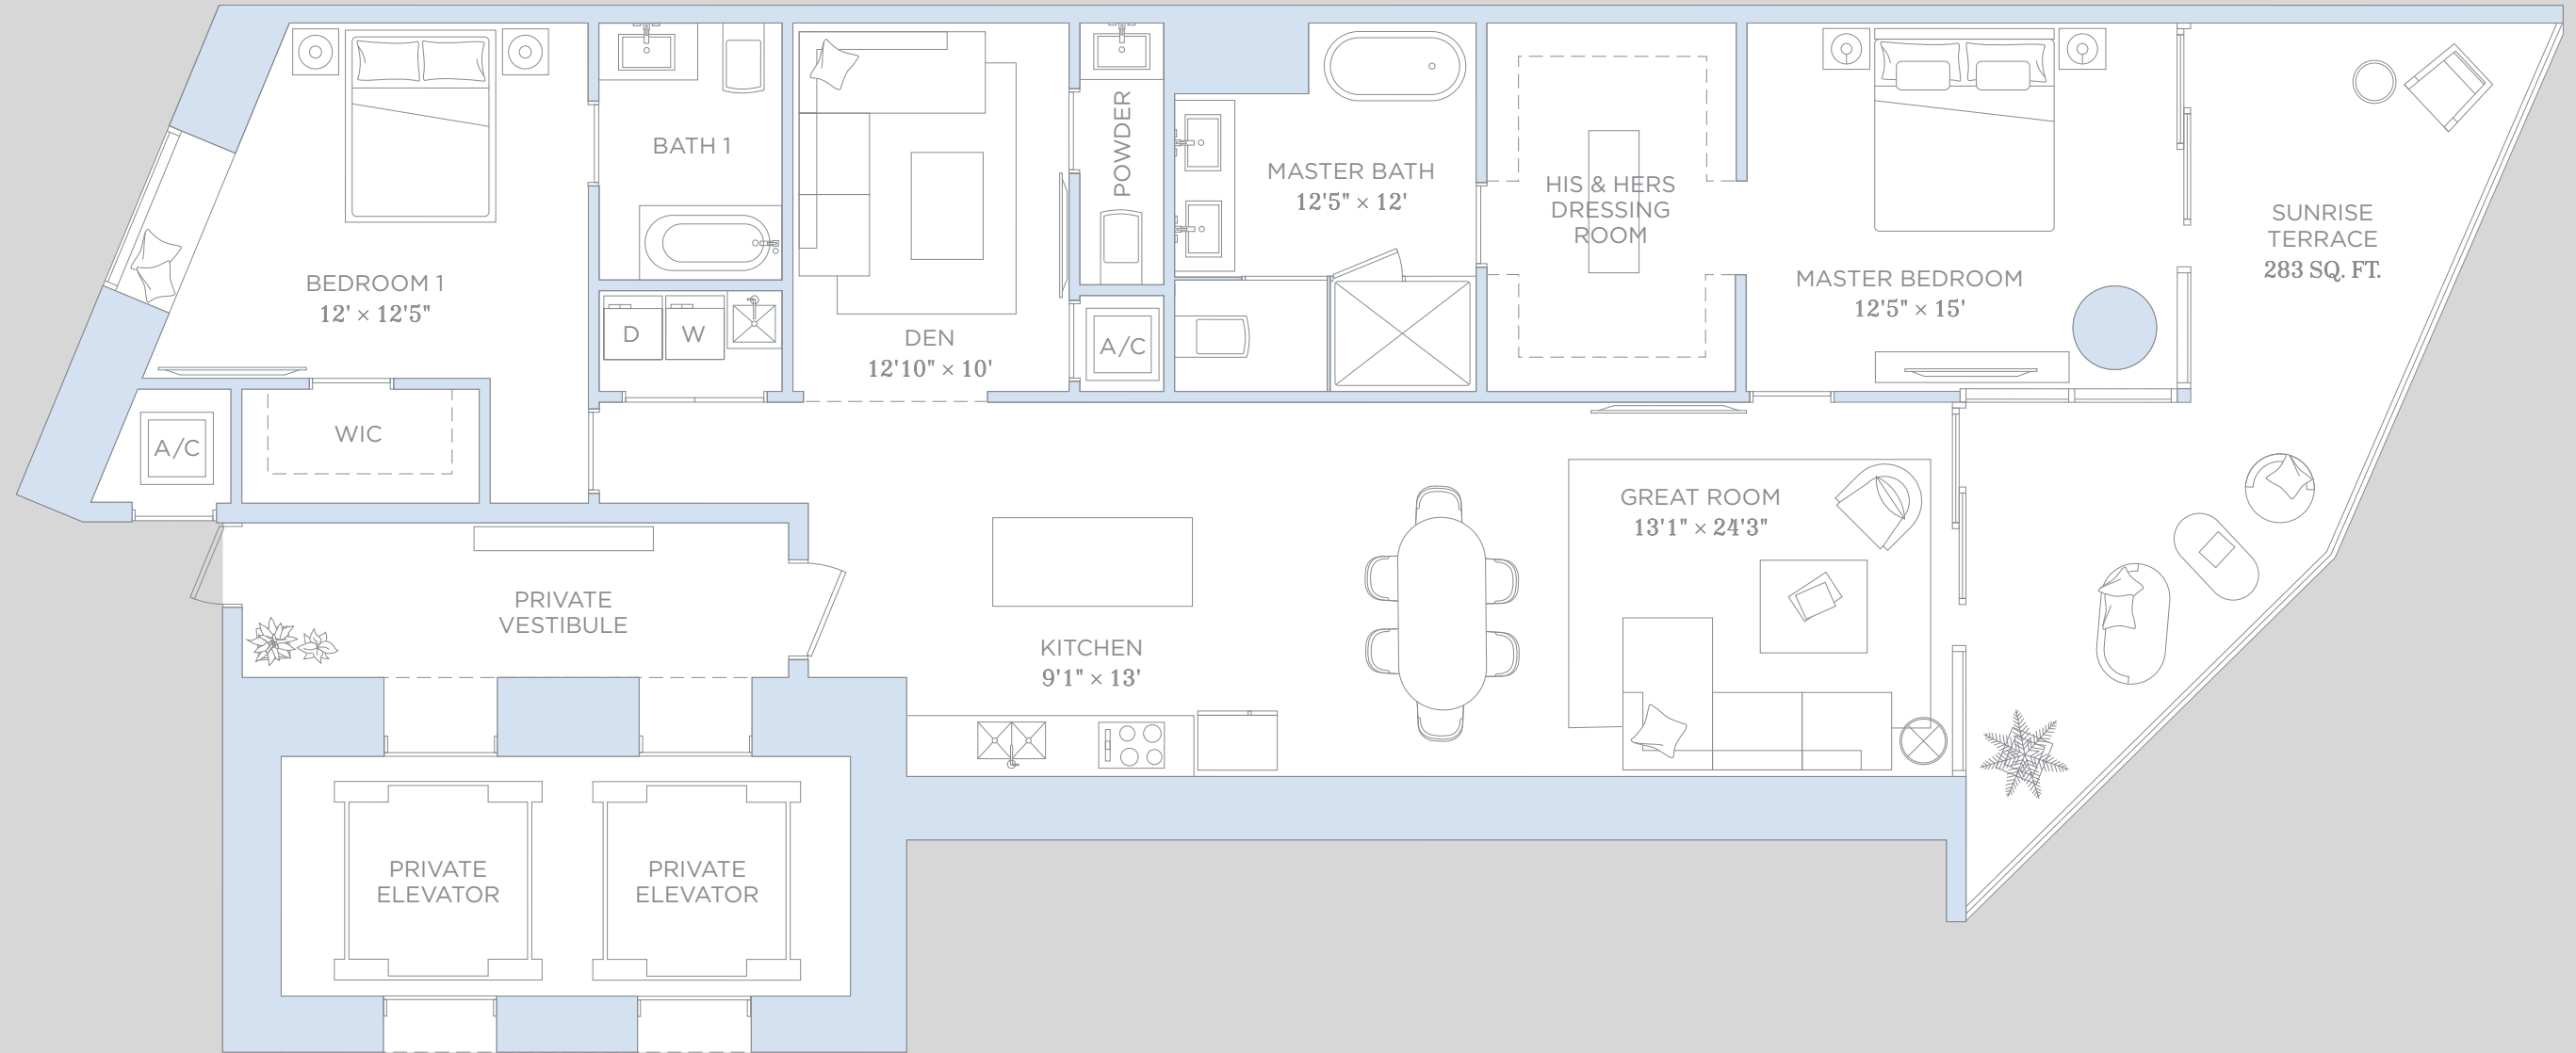 BEDROOM 1
12' × 12'5"
BATH 1
D
W
DEN
12'10" × 10'
POWDER
A/C
MASTER BATH
12'5" × 12'
HIS & HERS
DRESSING
ROOM
MASTER BEDROOM
12'5" × 15'
SUNRISE
TERRACE
283 SQ. FT.
A/C
WIC
PRIVATE
VESTIBULE
KITCHEN
9'1" × 13'
GREAT ROOM
13'1" × 24'3"
PRIVATE
ELEVATOR
PRIVATE
ELEVATOR